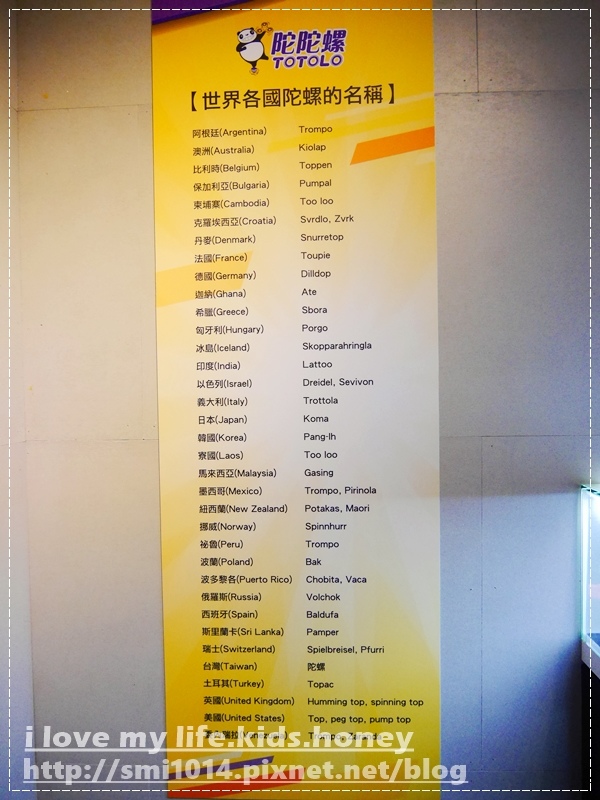 陀陀螺
TOTOLO
【世界各國陀螺的名稱】
阿根廷(Argentina) Trompo
澳洲(Australia) Kiolap
比利時(Belgium) Toppen
保加利亞(Bulgaria) Pumpal
柬埔寨(Cambodia) Too loo
克羅埃西亞(Croatia) Svrdlo, Zvrk
丹麥(Denmark) Snurretop
法國(France) Toupie
德國(Germany) Dilldop
迦納(Ghana) Ate
希臘(Greece) Sbora
匈牙利(Hungary) Porgo
冰島(Iceland) Skopparahringla
印度(India) Lattoo
以色列(Israel) Dreidel, Sevivon
義大利(Italy) Trottola
日本(Japan) Koma
韓國(Korea) Pang-Ih
寮國(Laos) Too loo
馬來西亞(Malaysia) Gasing
墨西哥(Mexico) Trompo, Pirinola
紐西蘭(New Zealand) Potakas, Maori
挪威(Norway) Spinnhurr
祕魯(Peru) Trompo
波蘭(Poland) Bak
波多黎各(Puerto Rico) Chobita, Vaca
俄羅斯(Russia) Volchok
西班牙(Spain) Baldufa
斯里蘭卡(Sri Lanka) Pamper
瑞士(Switzerland) Spielbreisel, Pfurri
台灣(Taiwan) 陀螺
土耳其(Turkey) Topac
英國(United Kingdom) Humming top, spinning top
美國(United States) Top, peg top, pump top
(Venezuela) Trompo,
i love my life.kids.honey
http://smi1014.pixnet.net/blog